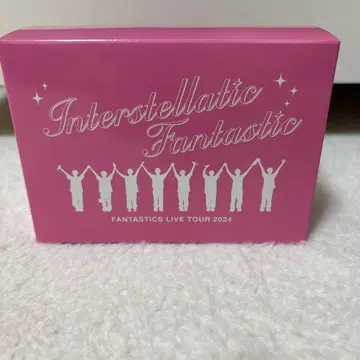 Interstellatic
Fantastic
FANTASTICS LIVE TOUR 2024